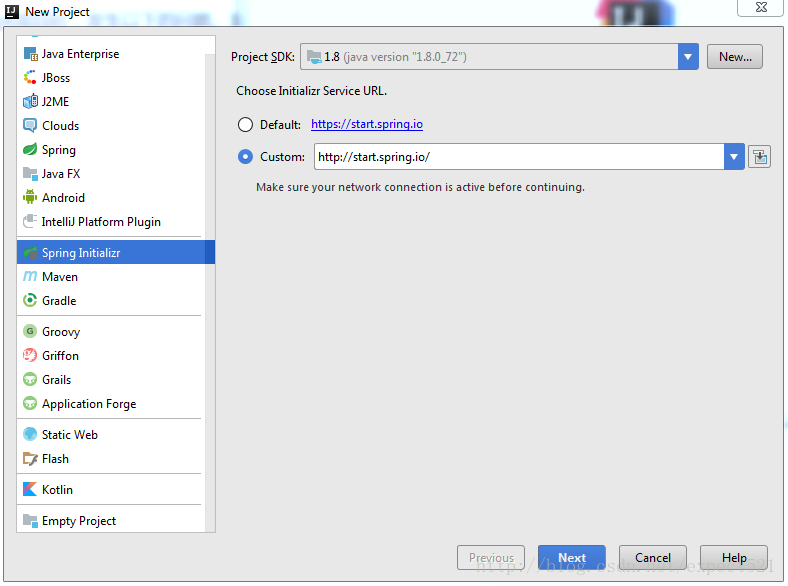 New Project
Java Enterprise
JBoss
J2ME
Clouds
Spring
Java FX
Android
IntelliJ Platform Plugin
Spring Initializr
Maven
Gradle
Groovy
Griffon
Grails
Application Forge
Static Web
Flash
Kotlin
Empty Project
Project SDK: 1.8 (java version "1.8.0_72") New...
Choose Initializr Service URL.
Default: https://start.spring.io
Custom: http://start.spring.io/
Make sure your network connection is active before continuing.
Previous Next Cancel Help